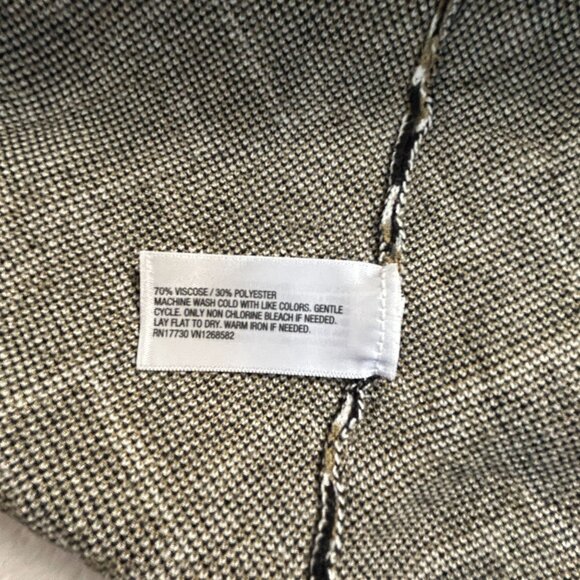 70% VISCOSE / 30% POLYESTER
MACHINE WASH COLD WITH LIKE COLORS. GENTLE
CYCLE. ONLY NON CHLORINE BLEACH IF NEEDED.
LAY FLAT TO DRY. WARM IRON IF NEEDED.
RN17730 VN1268582